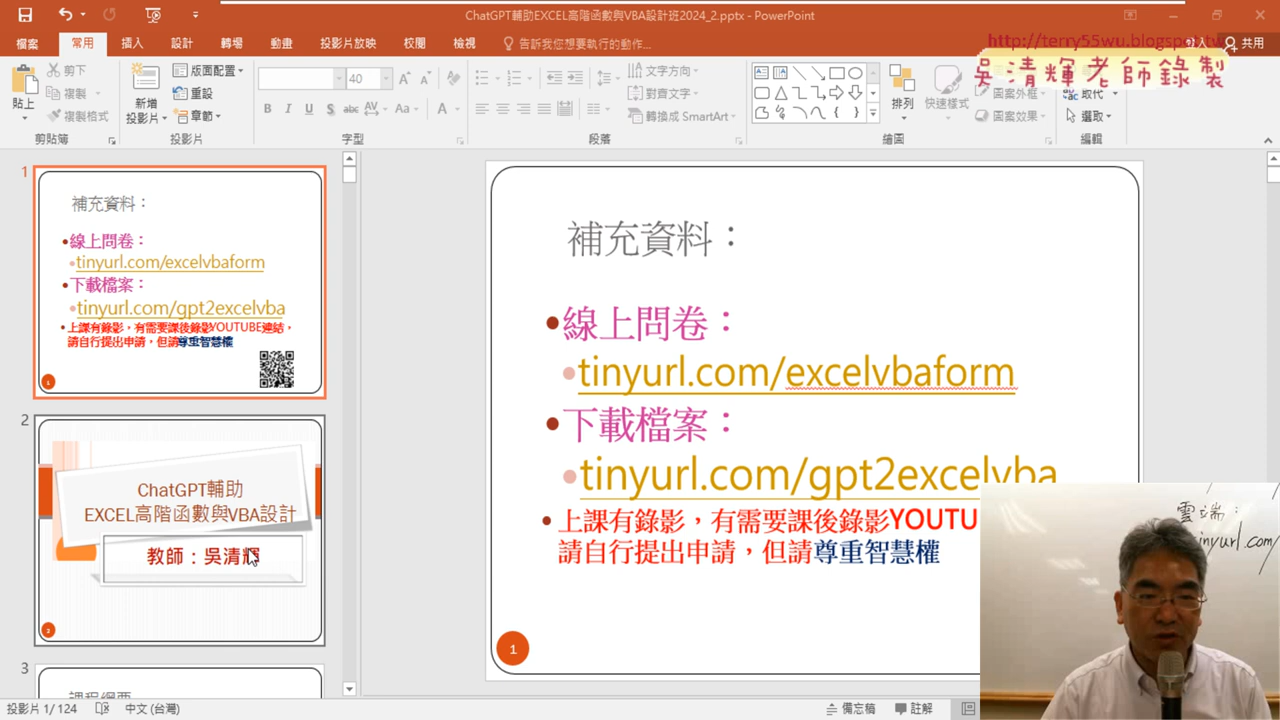 ChatGPT輔助EXCEL高階函數與VBA設計班2024_2.pptx - PowerPoint
http://terry55wu.blogspot.tw
吳清輝老師錄製
檔案 常用 插入 設計 轉場 動畫 投影片放映 校閱 檢視 告訴我您想要執行的動作... 登入 共用
貼上 剪下 複製 複製格式 剪貼簿
新增投影片 版面配置 重設 章節 投影片
40 字型
文字方向 對齊文字 轉換成 SmartArt 段落
排列 快速樣式 圖案外框 圖案效果 繪圖
取代 選取 編輯
1
補充資料：
線上問卷：
tinyurl.com/excelvbaform
下載檔案：
tinyurl.com/gpt2excelvba
上課有錄影，有需要課後錄影YOUTUBE連結，
請自行提出申請，但請尊重智慧權
1
2
ChatGPT輔助
EXCEL高階函數與VBA設計
教師：吳清輝
2
3
課程綱要
補充資料：
線上問卷：
tinyurl.com/excelvbaform
下載檔案：
tinyurl.com/gpt2excelvba
上課有錄影，有需要課後錄影YOUTU
請自行提出申請，但請尊重智慧權
1
雲端：
inyurl.com/
投影片 1/ 124 中文 (台灣) 備忘稿 註解